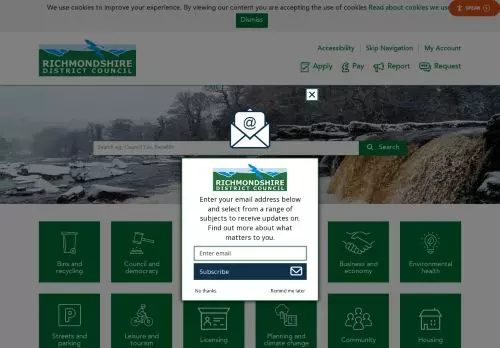 We use cookies to improve your experience. By viewing our content you are accepting the use of cookies Read about cookies we use
Dismiss
SPEAK
RICHMONDSHIRE
DISTRICT COUNCIL
Accessibility
Skip Navigation
My Account
Apply
Pay
Report
Request
@
Search eg. Council Tax, Benefits
Search
RICHMONDSHIRE
DISTRICT COUNCIL
Enter your email address below
and select from a range of
subjects to receive updates on.
Find out more about what
matters to you.
Enter email
Subscribe
No thanks
Remind me later
Bins and
recycling
Council and
democracy
Business and
economy
Environmental
health
Streets and
parking
Leisure and
tourism
Licensing
Planning and
climate change
Community
Housing